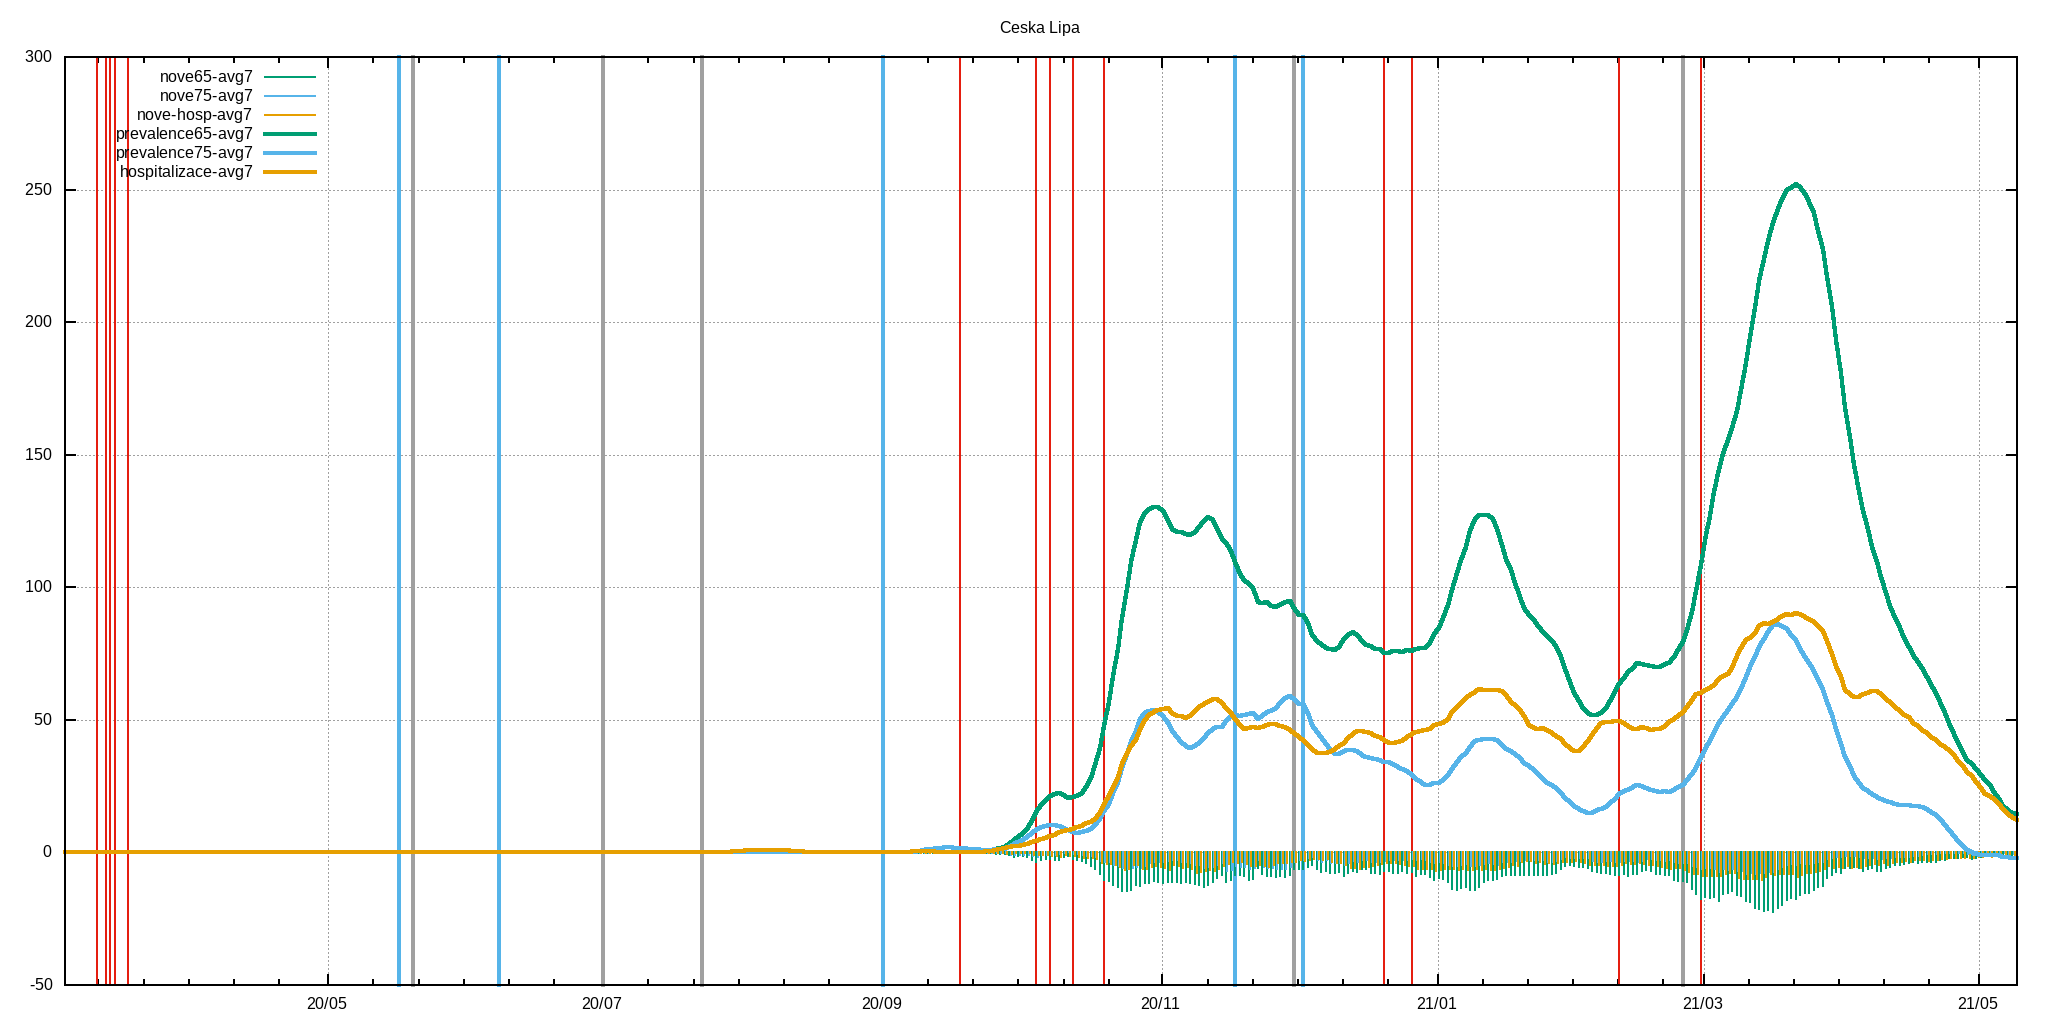 Ceska Lipa
300
nove65-avg7
nove75-avg7
nove-hosp-avg7
prevalence65-avg7
prevalence75-avg7
hospitalizace-avg7
250
200
150
100
50
0
-50
20/05 20/07 20/09 20/11 21/01 21/03 21/05